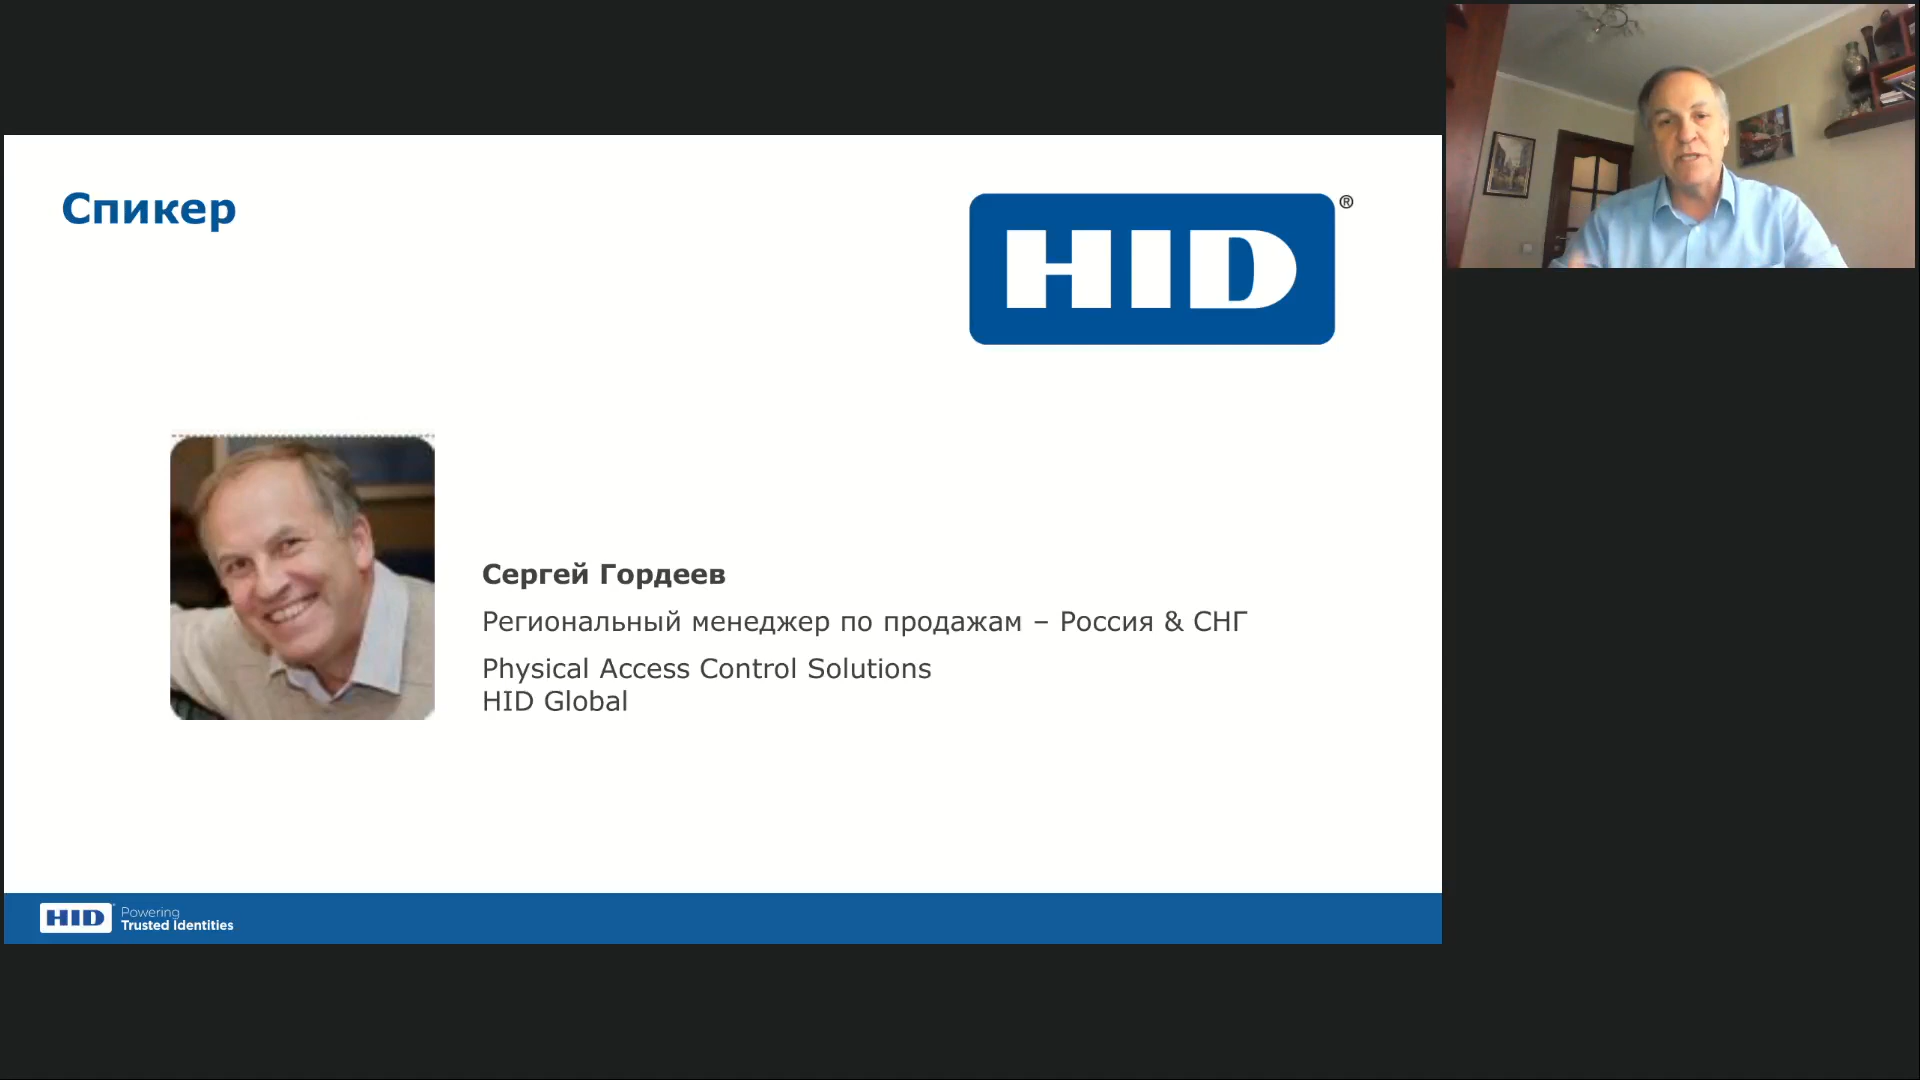 Спикер
HID®
Сергей Гордеев
Региональный менеджер по продажам – Россия & СНГ
Physical Access Control Solutions
HID Global
HID Powering
Trusted Identities